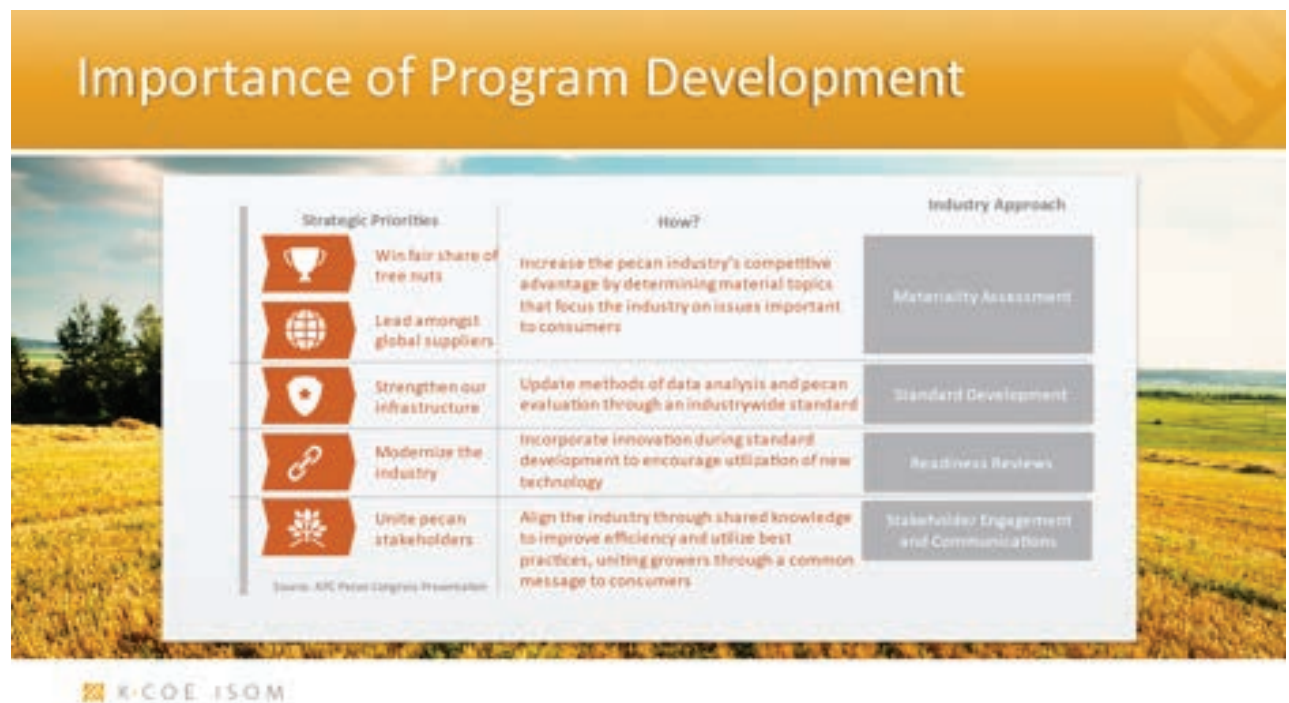 Importance of Program Development
Strategic Priorities
How?
Industry Approach
Win fair share of
tree nuts
Lead amongst
global suppliers
Increase the pecan industry's competitive
advantage by determining material topics
that focus the industry on issues important
to consumers
Materiality Assessment
Strengthen our
infrastructure
Update methods of data analysis and pecan
evaluation through an industrywide standard
Standard Development
Modernize the
industry
Incorporate innovation during standard
development to encourage utilization of new
technology
Readiness Reviews
Unite pecan
stakeholders
Align the industry through shared knowledge
to improve efficiency and utilize best
practices, uniting growers through a common
message to consumers
Stakeholder Engagement
and Communications
Source: APC Pecan Congress Presentation
K·COE ISOM